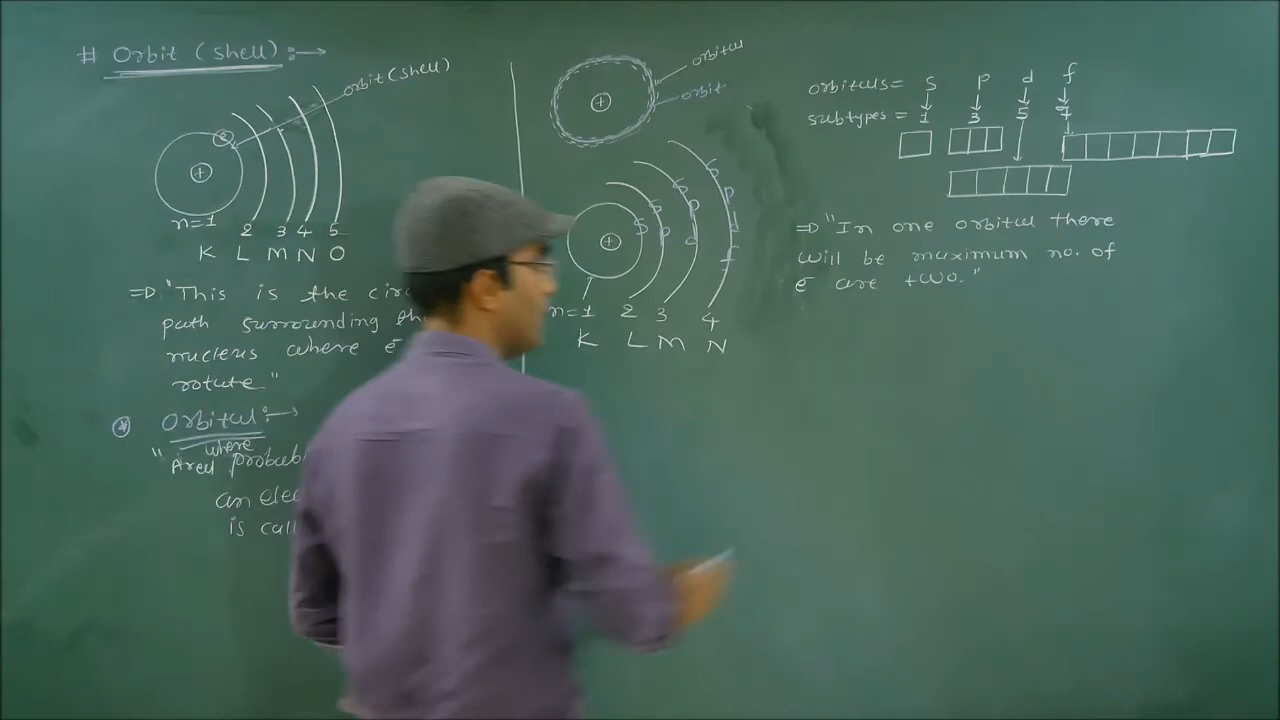 # Orbit (shell) :→
orbit (shell)
+
n=1 2 3 4 5
K L M N O
⇒ "This is the circ
path surrounding th
nucleus where e
rotate"
Orbital :→
where
"Area probab
an elec
is call
orbital
orbit
+
S S S S
P P P
d d
f
+
n=1 2 3 4
K L M N
orbitals = S P d f
subtypes = 1 3 5 7
⇒ "In one orbital there
will be maximum no. of
e⁻ are two."